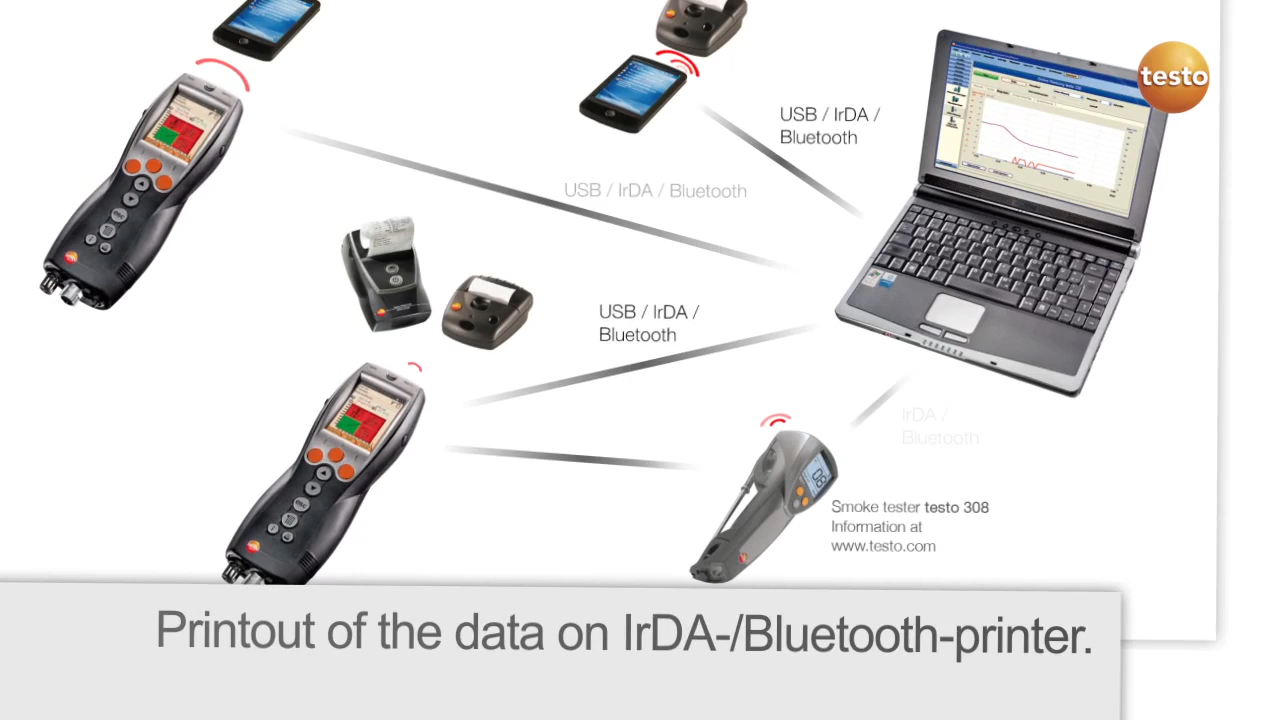 testo
USB / IrDA /
Bluetooth
USB / IrDA / Bluetooth
USB / IrDA /
Bluetooth
IrDA /
Bluetooth
Smoke tester testo 308
Information at
www.testo.com
Printout of the data on IrDA-/Bluetooth-printer.